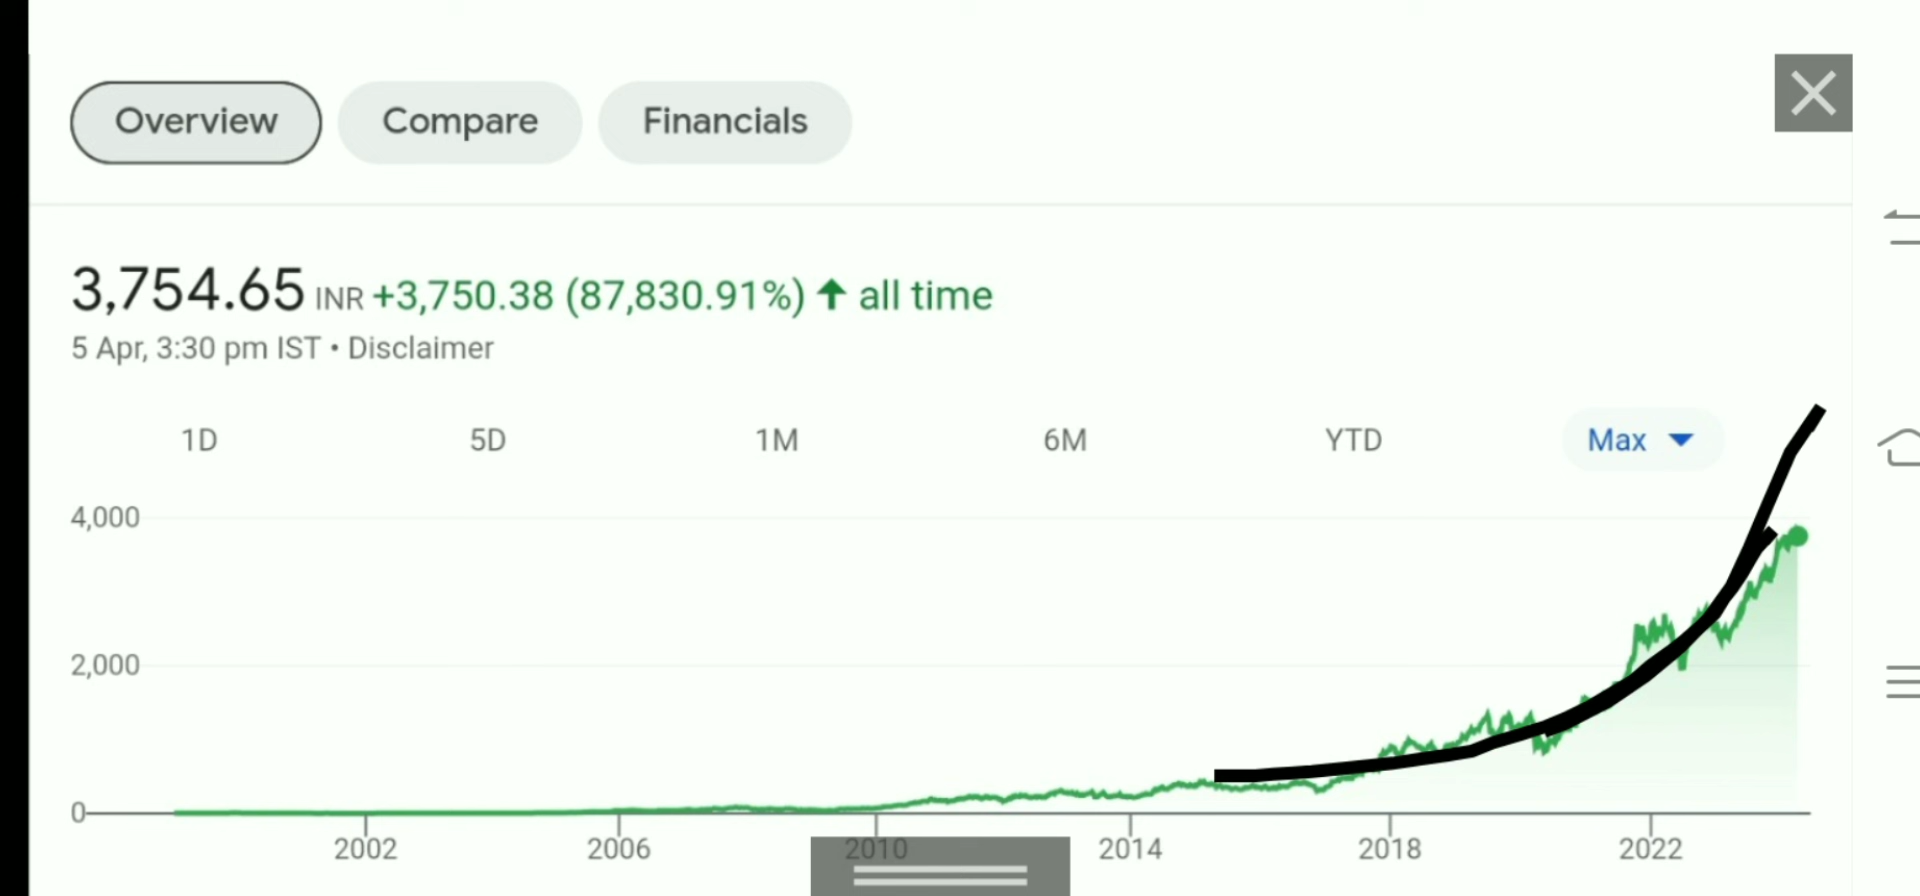 Overview Compare Financials
3,754.65 INR +3,750.38 (87,830.91%) ↑ all time
5 Apr, 3:30 pm IST • Disclaimer
1D 5D 1M 6M YTD Max
4,000
2,000
0
2002 2006 2010 2014 2018 2022